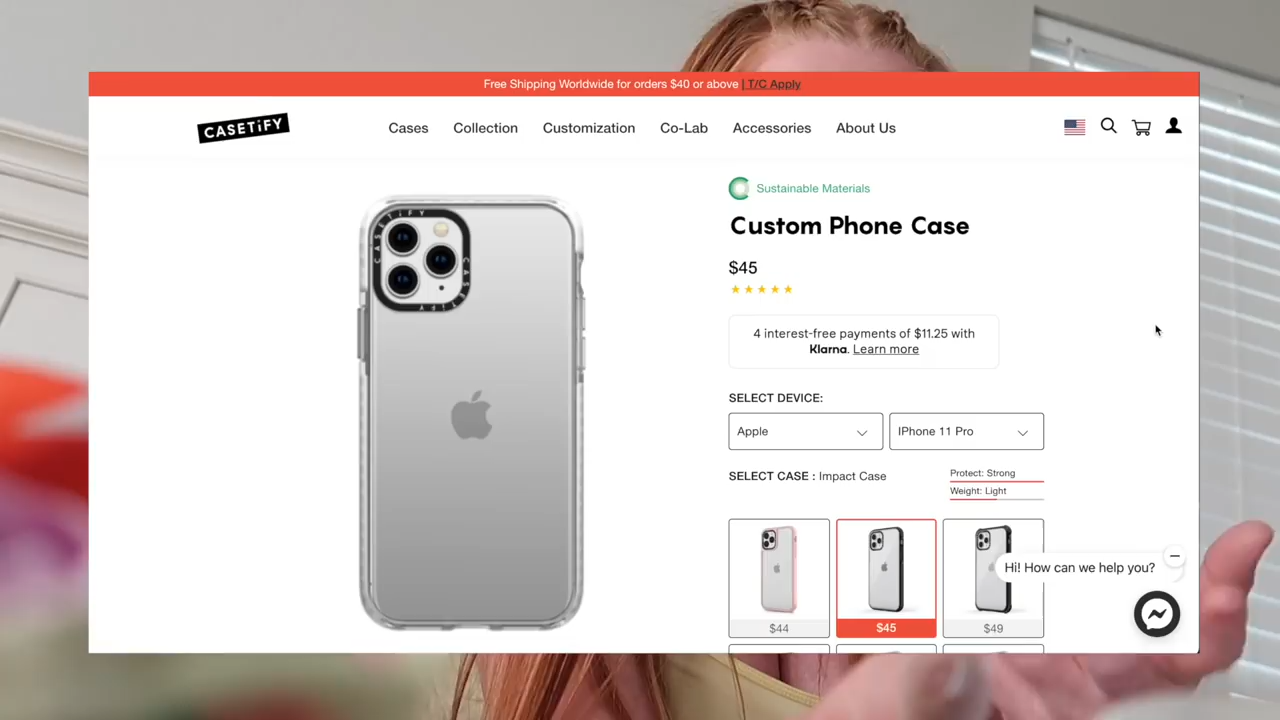 Free Shipping Worldwide for orders $40 or above | T/C Apply
CASETiFY
Cases
Collection
Customization
Co-Lab
Accessories
About Us
Sustainable Materials
Custom Phone Case
$45
4 interest-free payments of $11.25 with
Klarna. Learn more
SELECT DEVICE:
Apple
IPhone 11 Pro
SELECT CASE : Impact Case
Protect: Strong
Weight: Light
CASETiFY
CASETiFY
Hi! How can we help you?
$44
$45
$49